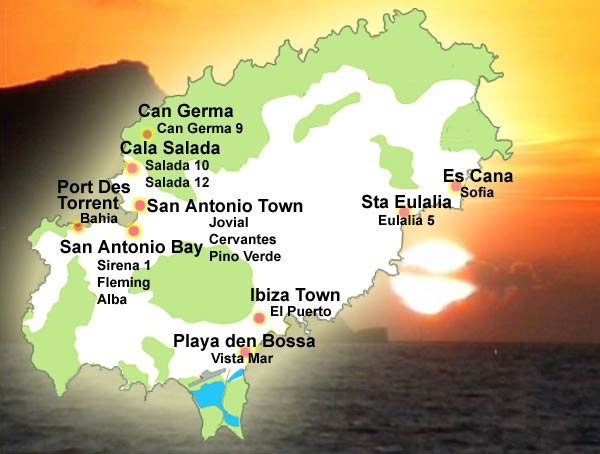 Can Germa
Can Germa 9
Cala Salada
Salada 10
Salada 12
Port Des
Torrent
Bahia
San Antonio Town
Jovial
Cervantes
Pino Verde
San Antonio Bay
Sirena 1
Fleming
Alba
Es Cana
Sofia
Sta Eulalia
Eulalia 5
Ibiza Town
El Puerto
Playa den Bossa
Vista Mar